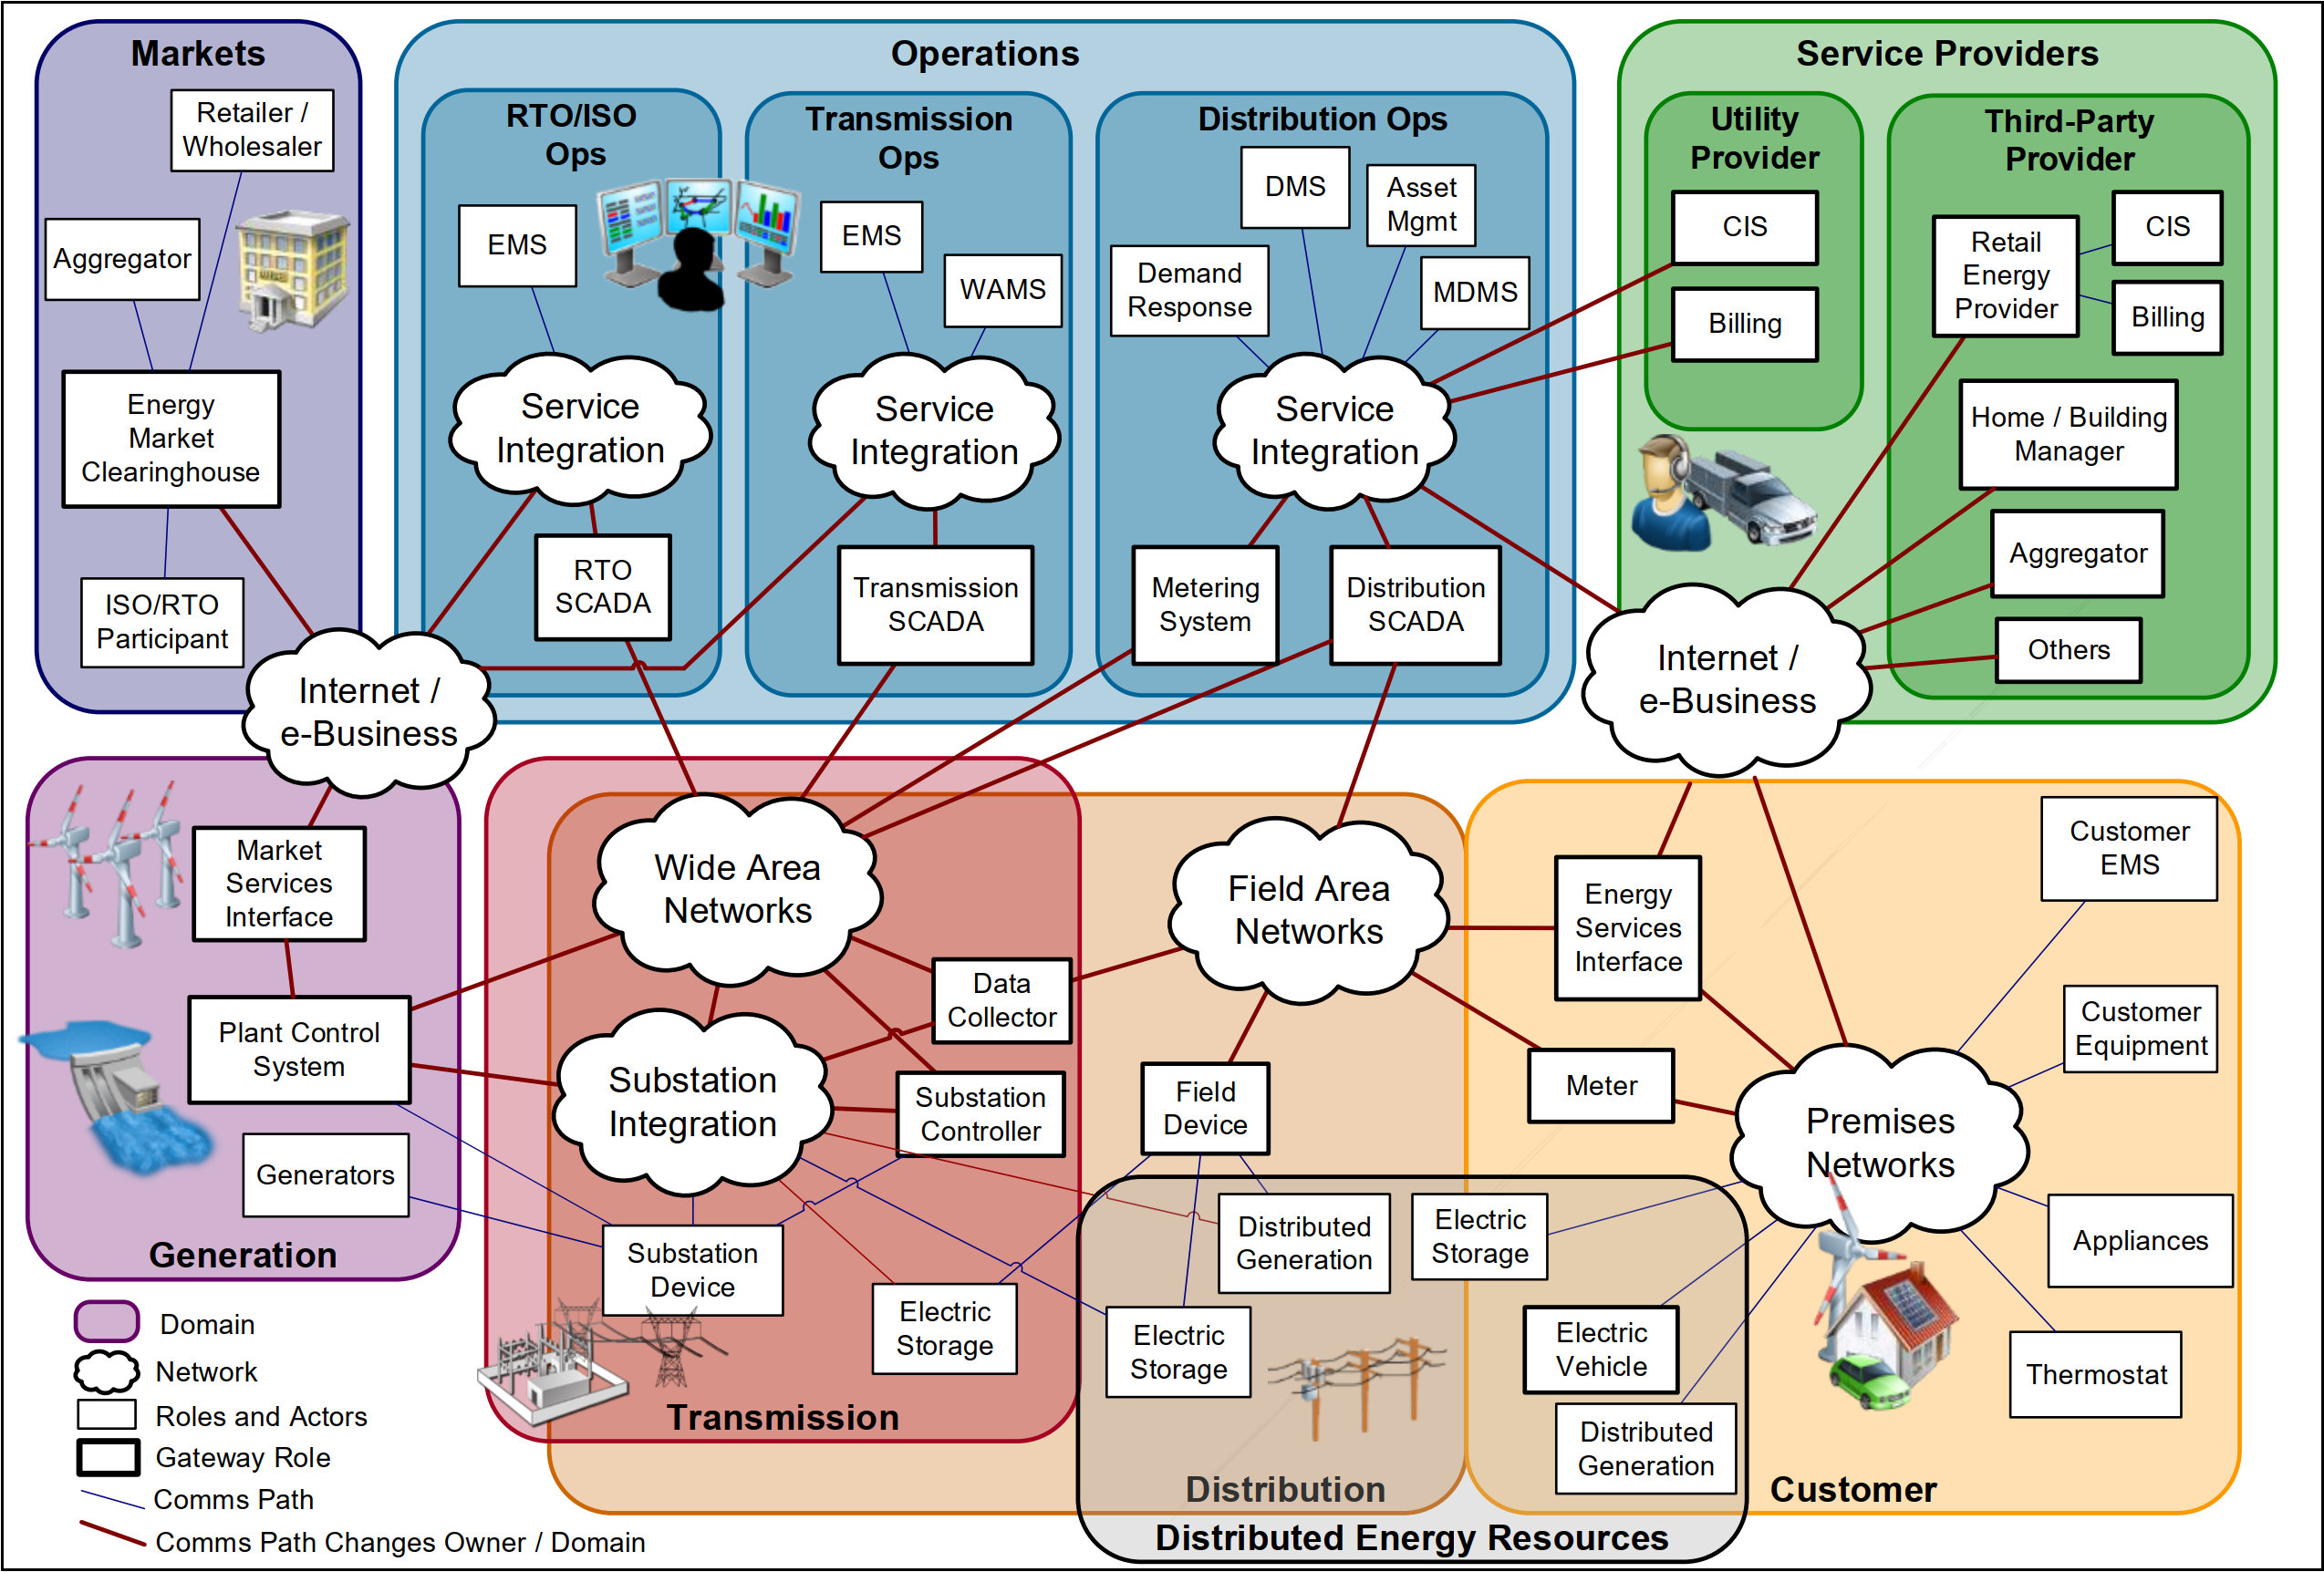 Markets
Retailer /
Wholesaler
Aggregator
Energy
Market
Clearinghouse
ISO/RTO
Participant
Internet /
e-Business
Operations
RTO/ISO
Ops
EMS
Service
Integration
RTO
SCADA
Transmission
Ops
EMS
WAMS
Service
Integration
Transmission
SCADA
Distribution Ops
DMS
Asset
Mgmt
Demand
Response
MDMS
Service
Integration
Metering
System
Distribution
SCADA
Service Providers
Utility
Provider
CIS
Billing
Third-Party
Provider
Retail
Energy
Provider
CIS
Billing
Home / Building
Manager
Aggregator
Others
Internet /
e-Business
Market
Services
Interface
Plant Control
System
Generators
Generation
Wide Area
Networks
Data
Collector
Substation
Integration
Substation
Controller
Substation
Device
Electric
Storage
Transmission
Field Area
Networks
Field
Device
Distributed
Generation
Electric
Storage
Distribution
Energy
Services
Interface
Meter
Customer
EMS
Customer
Equipment
Premises
Networks
Appliances
Thermostat
Electric
Storage
Electric
Vehicle
Distributed
Generation
Customer
Distributed Energy Resources
Domain
Network
Roles and Actors
Gateway Role
Comms Path
Comms Path Changes Owner / Domain